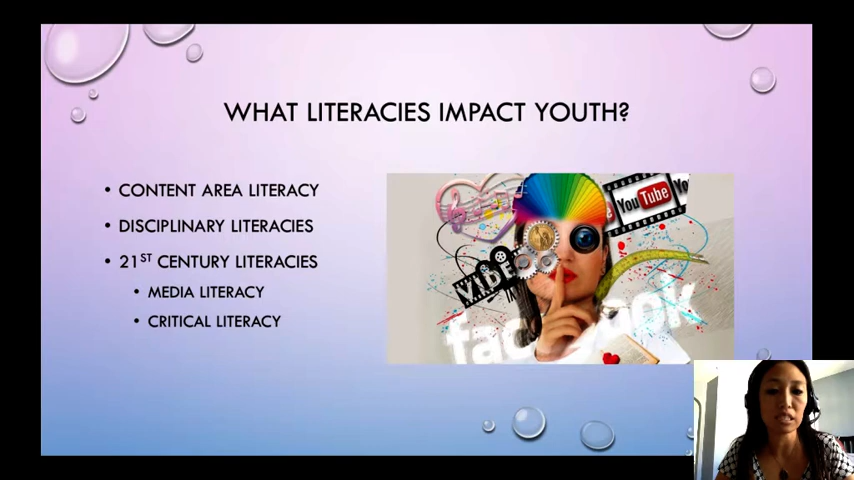 WHAT LITERACIES IMPACT YOUTH?
• CONTENT AREA LITERACY
• DISCIPLINARY LITERACIES
• 21ST CENTURY LITERACIES
• MEDIA LITERACY
• CRITICAL LITERACY
YouTube
Yo
VIDEO
facebook